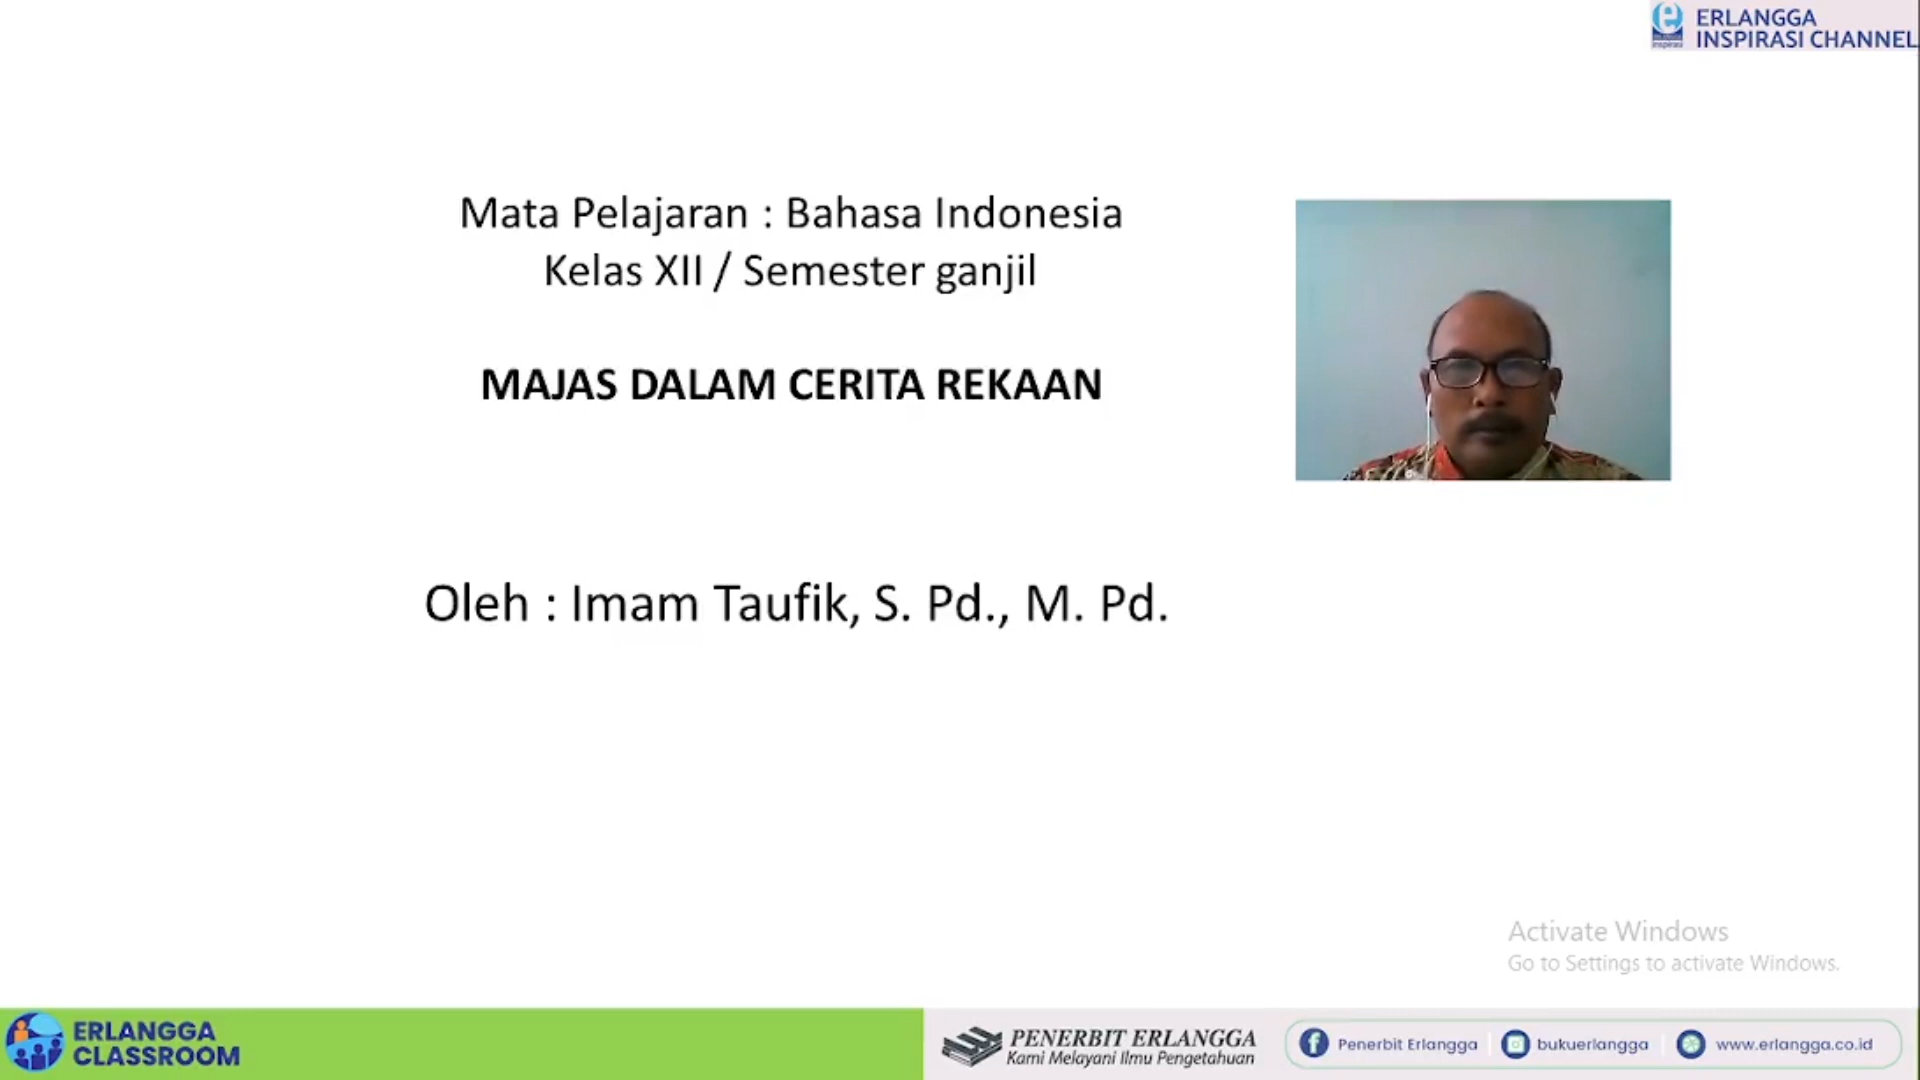 ERLANGGA
INSPIRASI CHANNEL
Mata Pelajaran : Bahasa Indonesia
Kelas XII / Semester ganjil
MAJAS DALAM CERITA REKAAN
Oleh : Imam Taufik, S. Pd., M. Pd.
Activate Windows
Go to Settings to activate Windows.
ERLANGGA
CLASSROOM
PENERBIT ERLANGGA
Kami Melayani Ilmu Pengetahuan
Penerbit Erlangga
bukuerlangga
www.erlangga.co.id